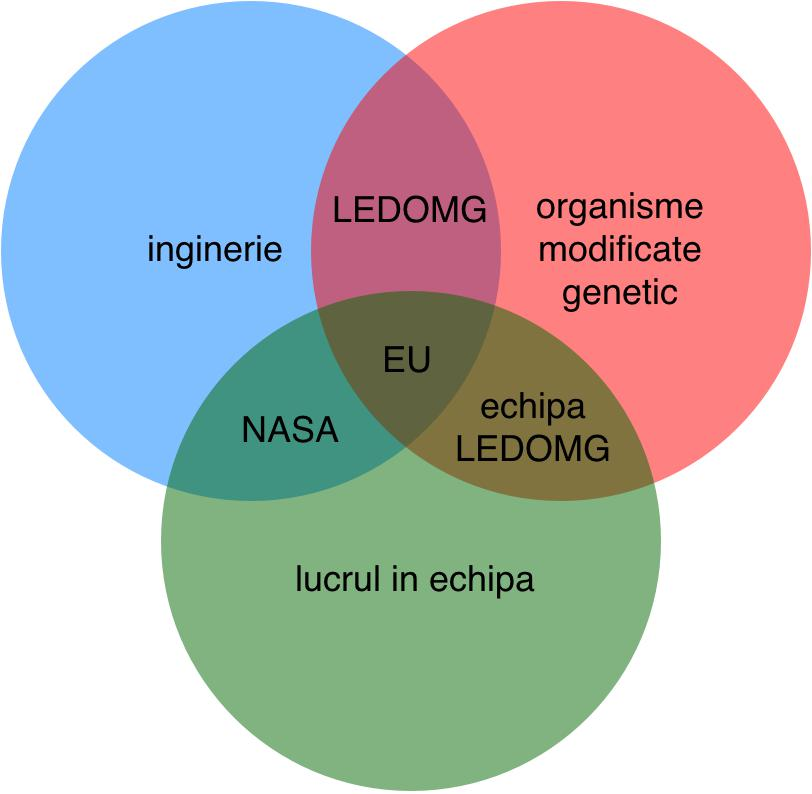 LEDOMG
inginerie
organisme
modificate
genetic
EU
NASA
echipa
LEDOMG
lucrul in echipa